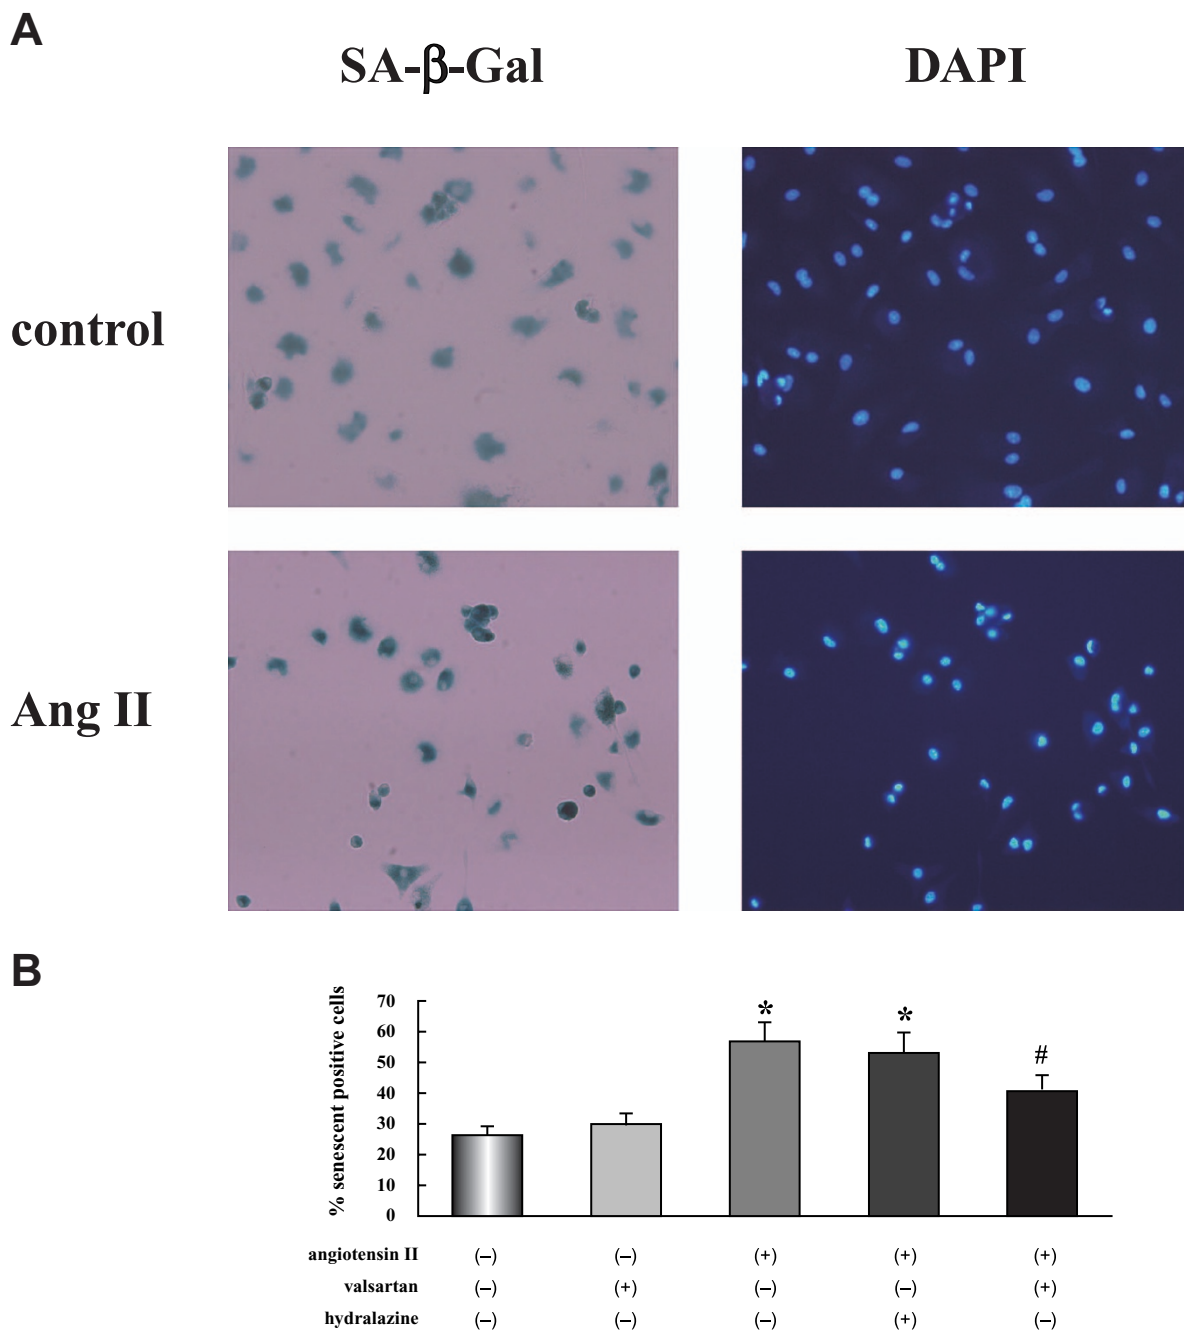 A
SA-β-Gal
DAPI
control
Ang II
B
% senescent positive cells
70
60
50
40
30
20
10
0
*
*
#
angiotensin II (–) (–) (+) (+) (+)
valsartan (–) (+) (–) (–) (+)
hydralazine (–) (–) (–) (+) (–)